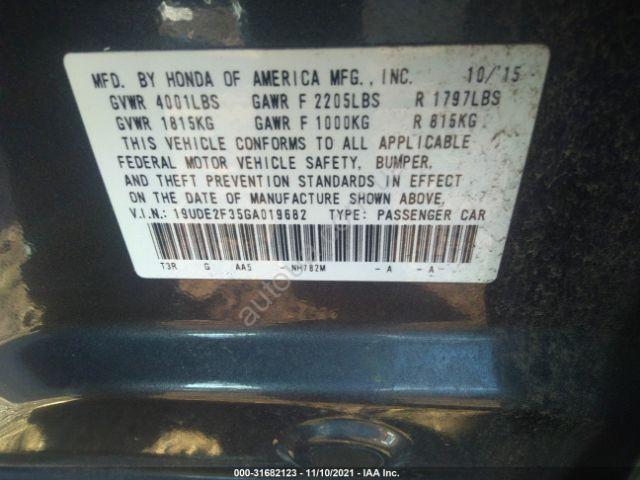 MFD. BY HONDA OF AMERICA MFG., INC. 10/'15
GVWR 4001LBS GAWR F 2205LBS R 1797LBS
GVWR 1815KG GAWR F 1000KG R 815KG
THIS VEHICLE CONFORMS TO ALL APPLICABLE
FEDERAL MOTOR VEHICLE SAFETY, BUMPER,
AND THEFT PREVENTION STANDARDS IN EFFECT
ON THE DATE OF MANUFACTURE SHOWN ABOVE.
V.I.N.: 19UDE2F35GA019682 TYPE: PASSENGER CAR
T3R G AA5 - NH782M - A - A -
000-31682123 - 11/10/2021 - IAA Inc.